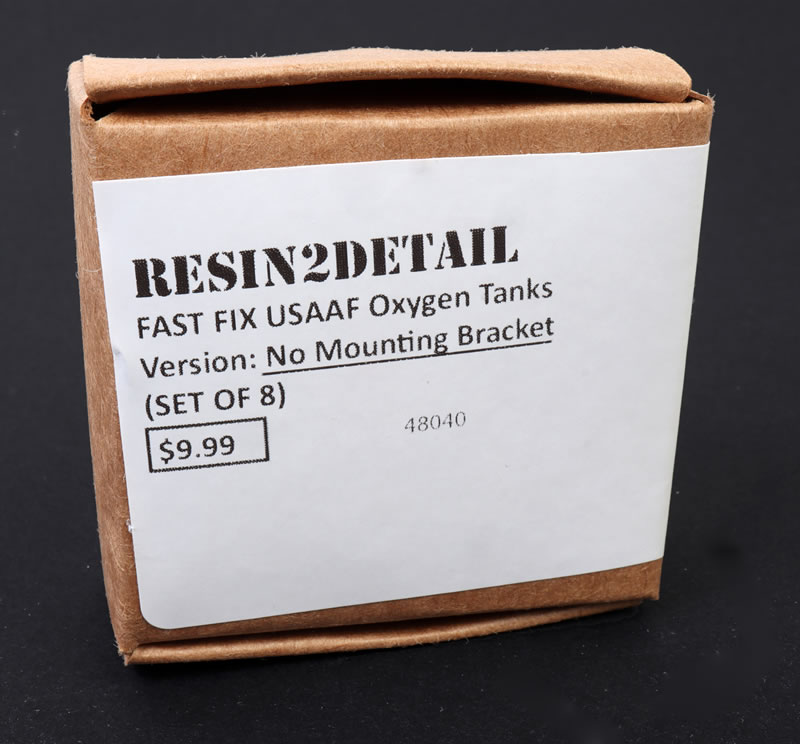 RESIN2DETAIL
FAST FIX USAAF Oxygen Tanks
Version: No Mounting Bracket
(SET OF 8)
$9.99
48040